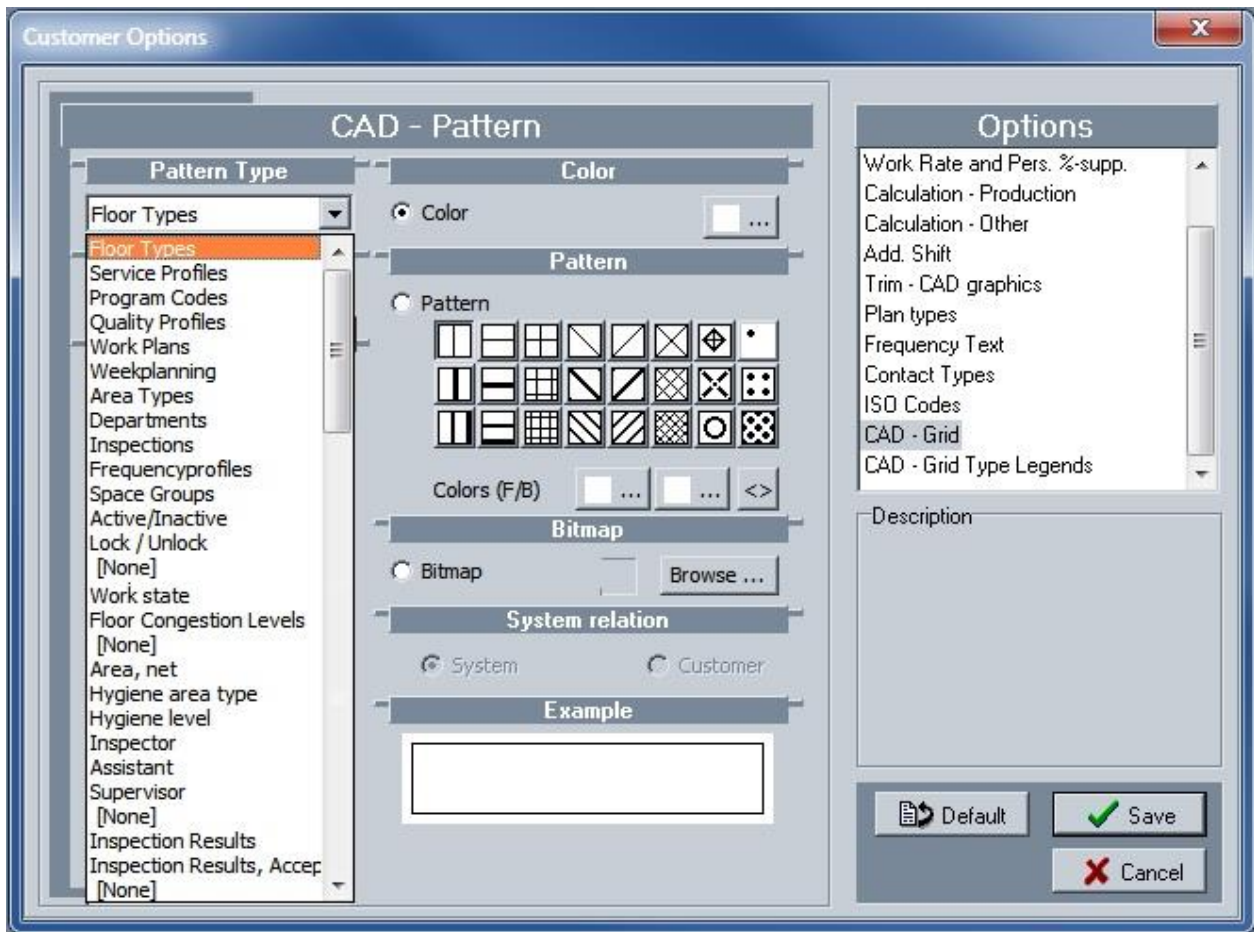 Customer Options
CAD - Pattern
Pattern Type
Floor Types
Floor Types
Service Profiles
Program Codes
Quality Profiles
Work Plans
Weekplanning
Area Types
Departments
Inspections
Frequencyprofiles
Space Groups
Active/Inactive
Lock / Unlock
[None]
Work state
Floor Congestion Levels
[None]
Area, net
Hygiene area type
Hygiene level
Inspector
Assistant
Supervisor
[None]
Inspection Results
Inspection Results, Accep
[None]
Color
Color
...
Pattern
Pattern
Colors (F/B)
...
...
<>
Bitmap
Bitmap
Browse ...
System relation
System
Customer
Example
Options
Work Rate and Pers. %-supp.
Calculation - Production
Calculation - Other
Add. Shift
Trim - CAD graphics
Plan types
Frequency Text
Contact Types
ISO Codes
CAD - Grid
CAD - Grid Type Legends
Description
Default
Save
Cancel